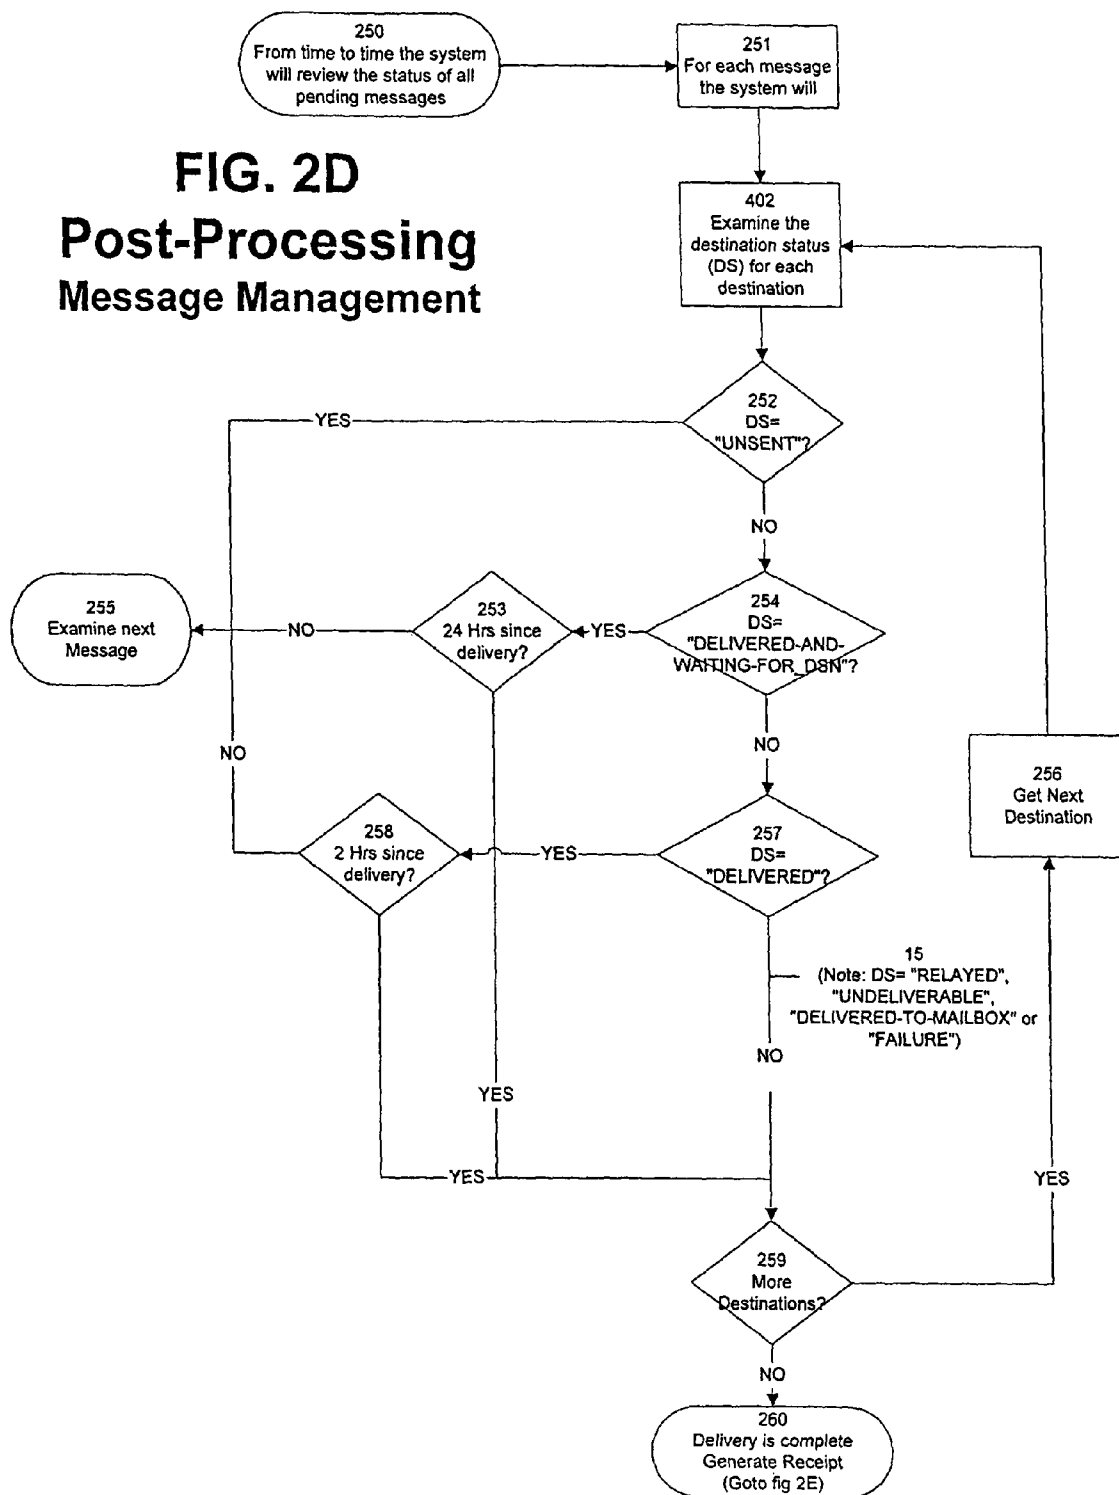 250
From time to time the system
will review the status of all
pending messages
251
For each message
the system will
FIG. 2D
Post-Processing
Message Management
402
Examine the
destination status
(DS) for each
destination
252
DS=
"UNSENT"?
YES
NO
254
DS=
"DELIVERED-AND-
WAITING-FOR_DSN"?
YES
253
24 Hrs since
delivery?
NO
255
Examine next
Message
NO
NO
256
Get Next
Destination
257
DS=
"DELIVERED"?
YES
258
2 Hrs since
delivery?
15
(Note: DS= "RELAYED",
"UNDELIVERABLE",
"DELIVERED-TO-MAILBOX" or
"FAILURE")
NO
YES
YES
YES
259
More
Destinations?
NO
260
Delivery is complete
Generate Receipt
(Goto fig 2E)